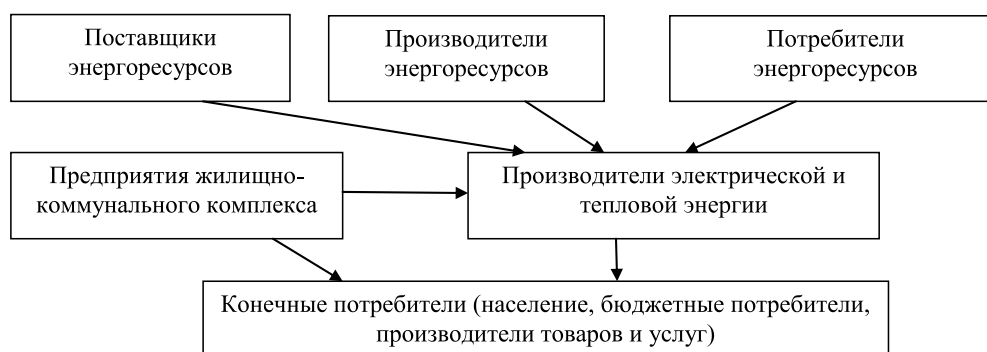 Поставщики
энергоресурсов
Производители
энергоресурсов
Потребители
энергоресурсов
Предприятия жилищно-
коммунального комплекса
Производители электрической и
тепловой энергии
Конечные потребители (население, бюджетные потребители,
производители товаров и услуг)